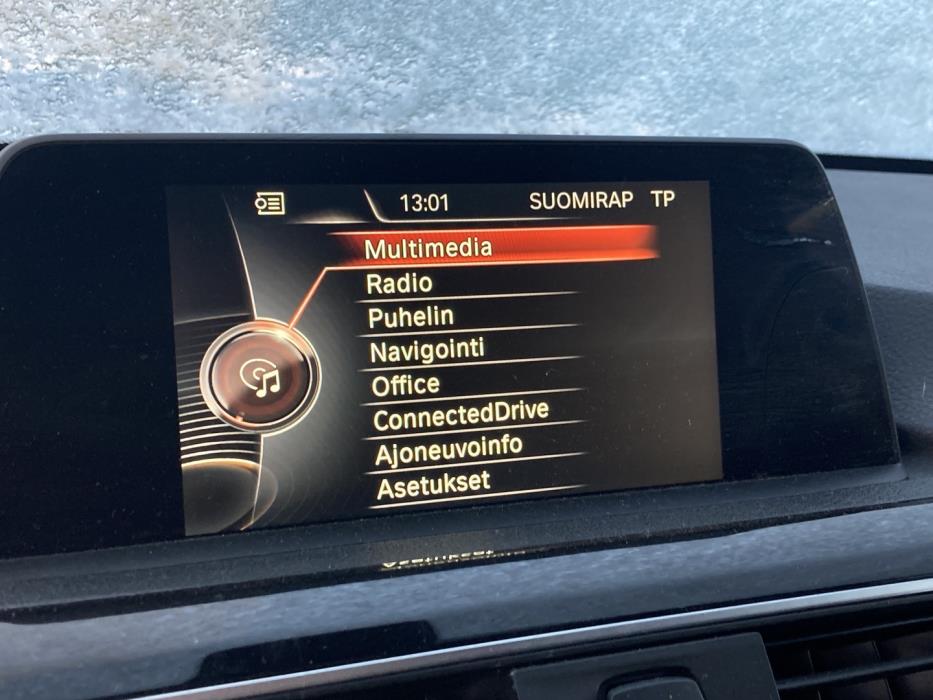 13:01 SUOMIRAP TP
Multimedia
Radio
Puhelin
Navigointi
Office
ConnectedDrive
Ajoneuvoinfo
Asetukset